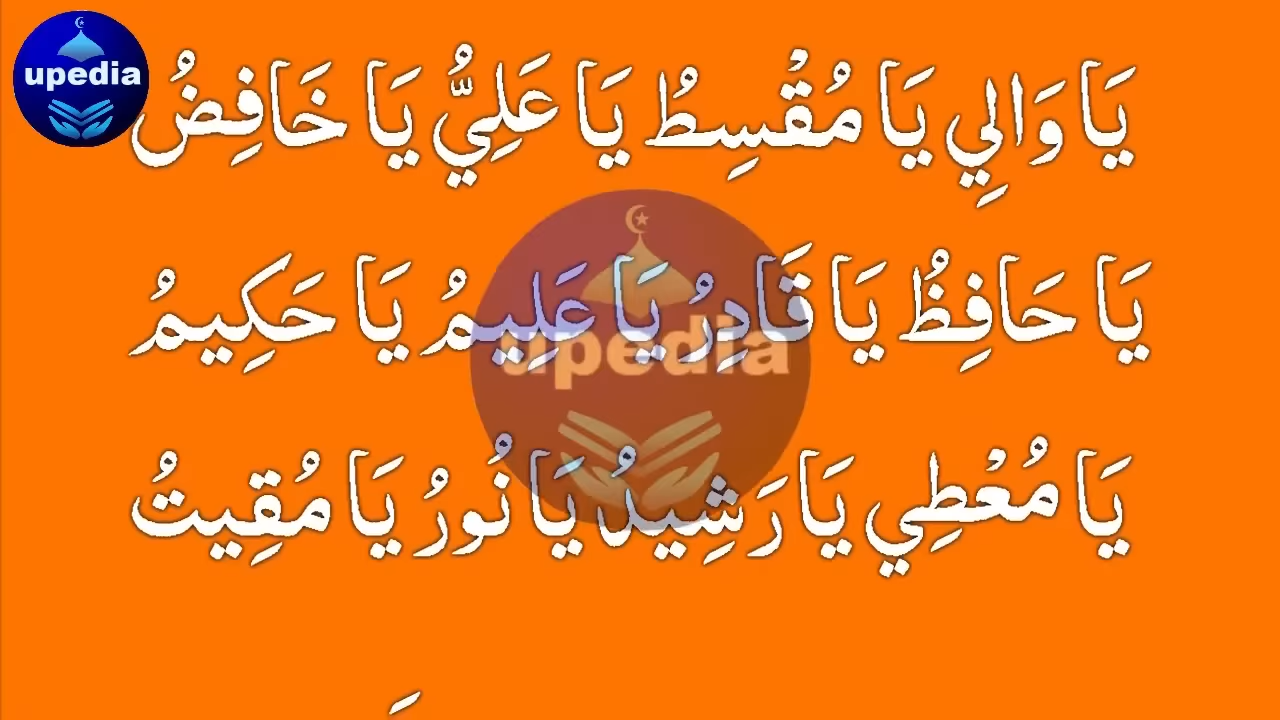 upedia
يَا وَالِي يَا مُقْسِطُ يَا عَلِيُّ يَا خَافِضُ
يَا حَافِظُ يَا قَادِرُ يَا عَلِيمُ يَا حَكِيمُ
upedia
يَا مُعْطِي يَا رَشِيدُ يَا نُورُ يَا مُقِيتُ